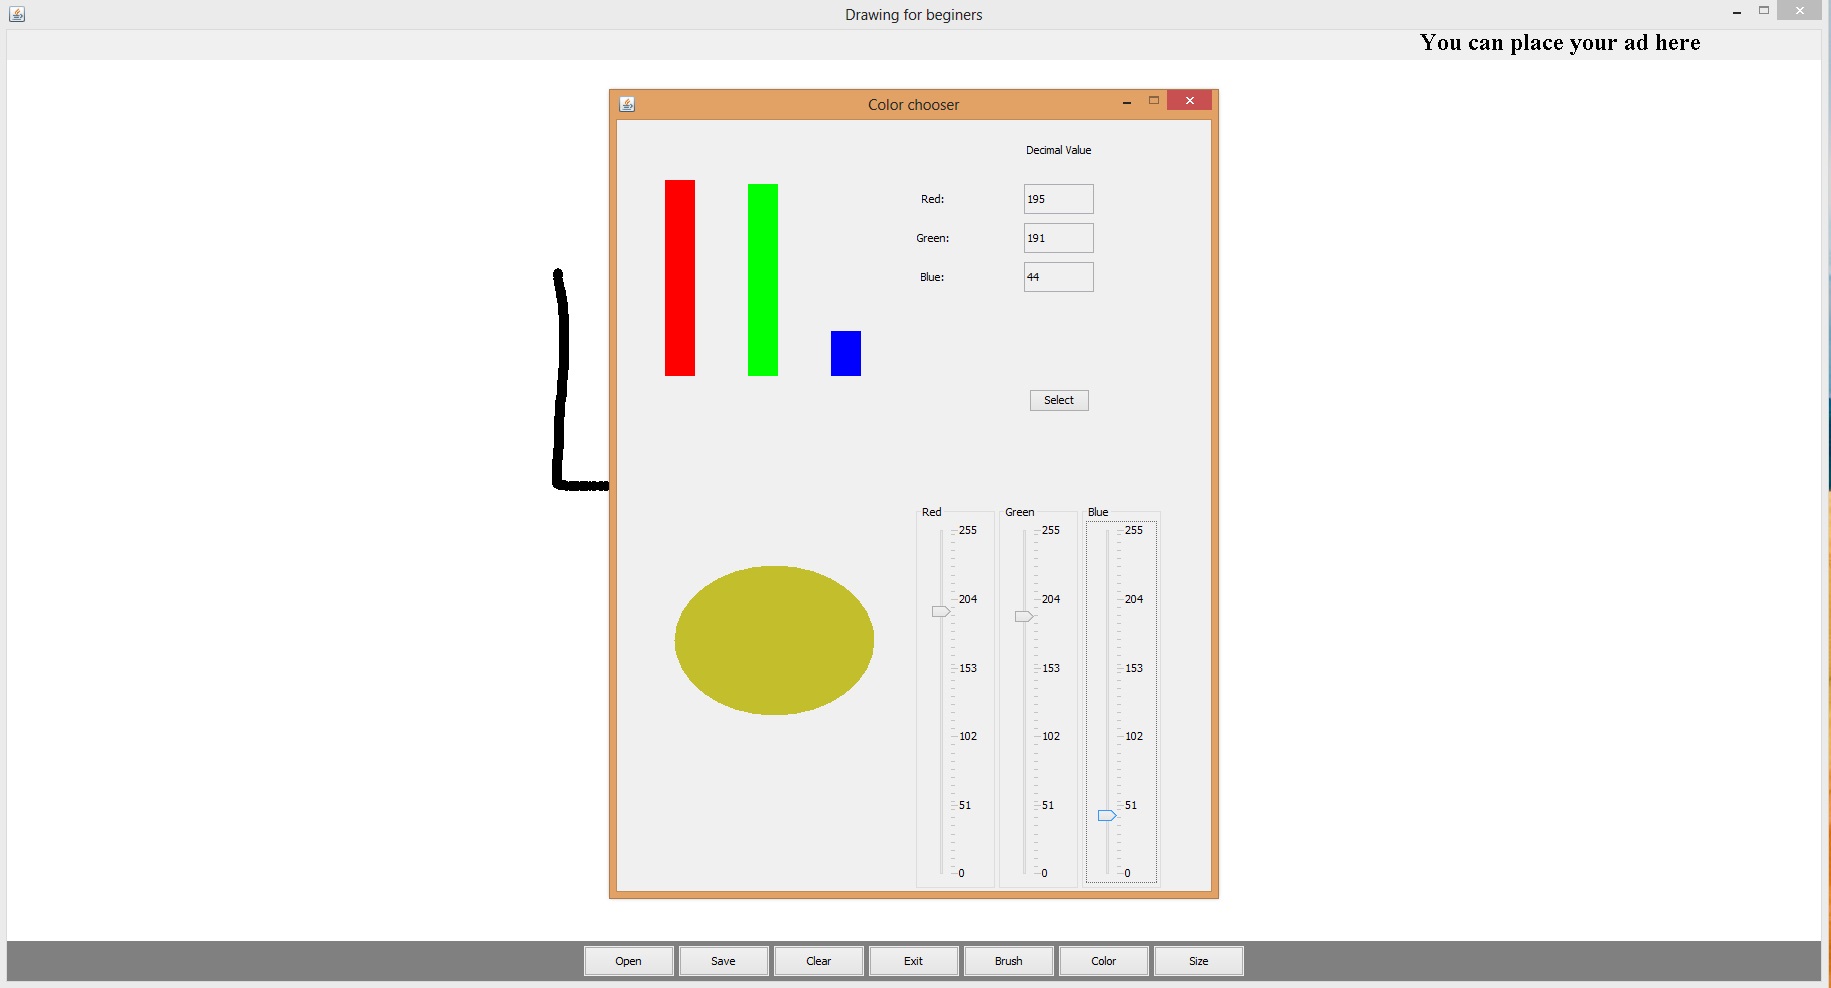 Drawing for beginers
You can place your ad here
Color chooser
Decimal Value
Red: 195
Green: 191
Blue: 44
Select
Red Green Blue
255 255 255
204 204 204
153 153 153
102 102 102
51 51 51
0 0 0
Open Save Clear Exit Brush Color Size